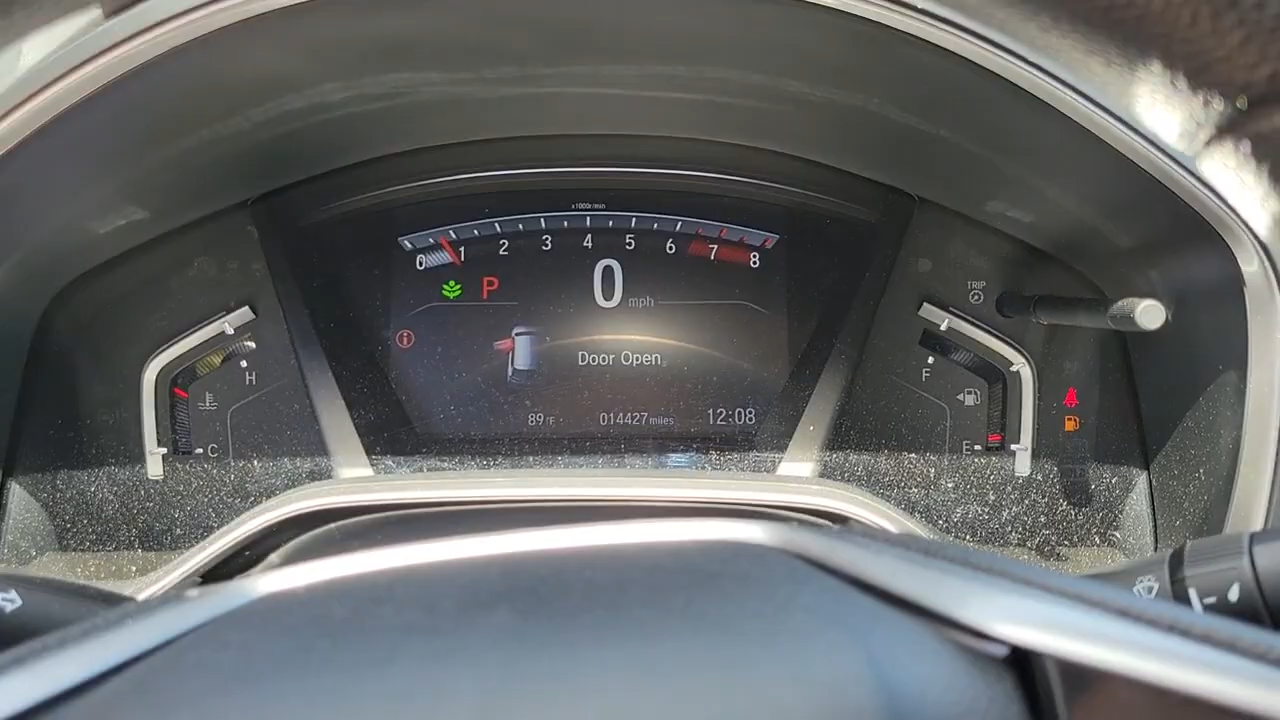 x1000r/min
0 1 2 3 4 5 6 7 8
P
0 mph
TRIP
H
C
Door Open
F
E
89°F 014427 miles 12:08